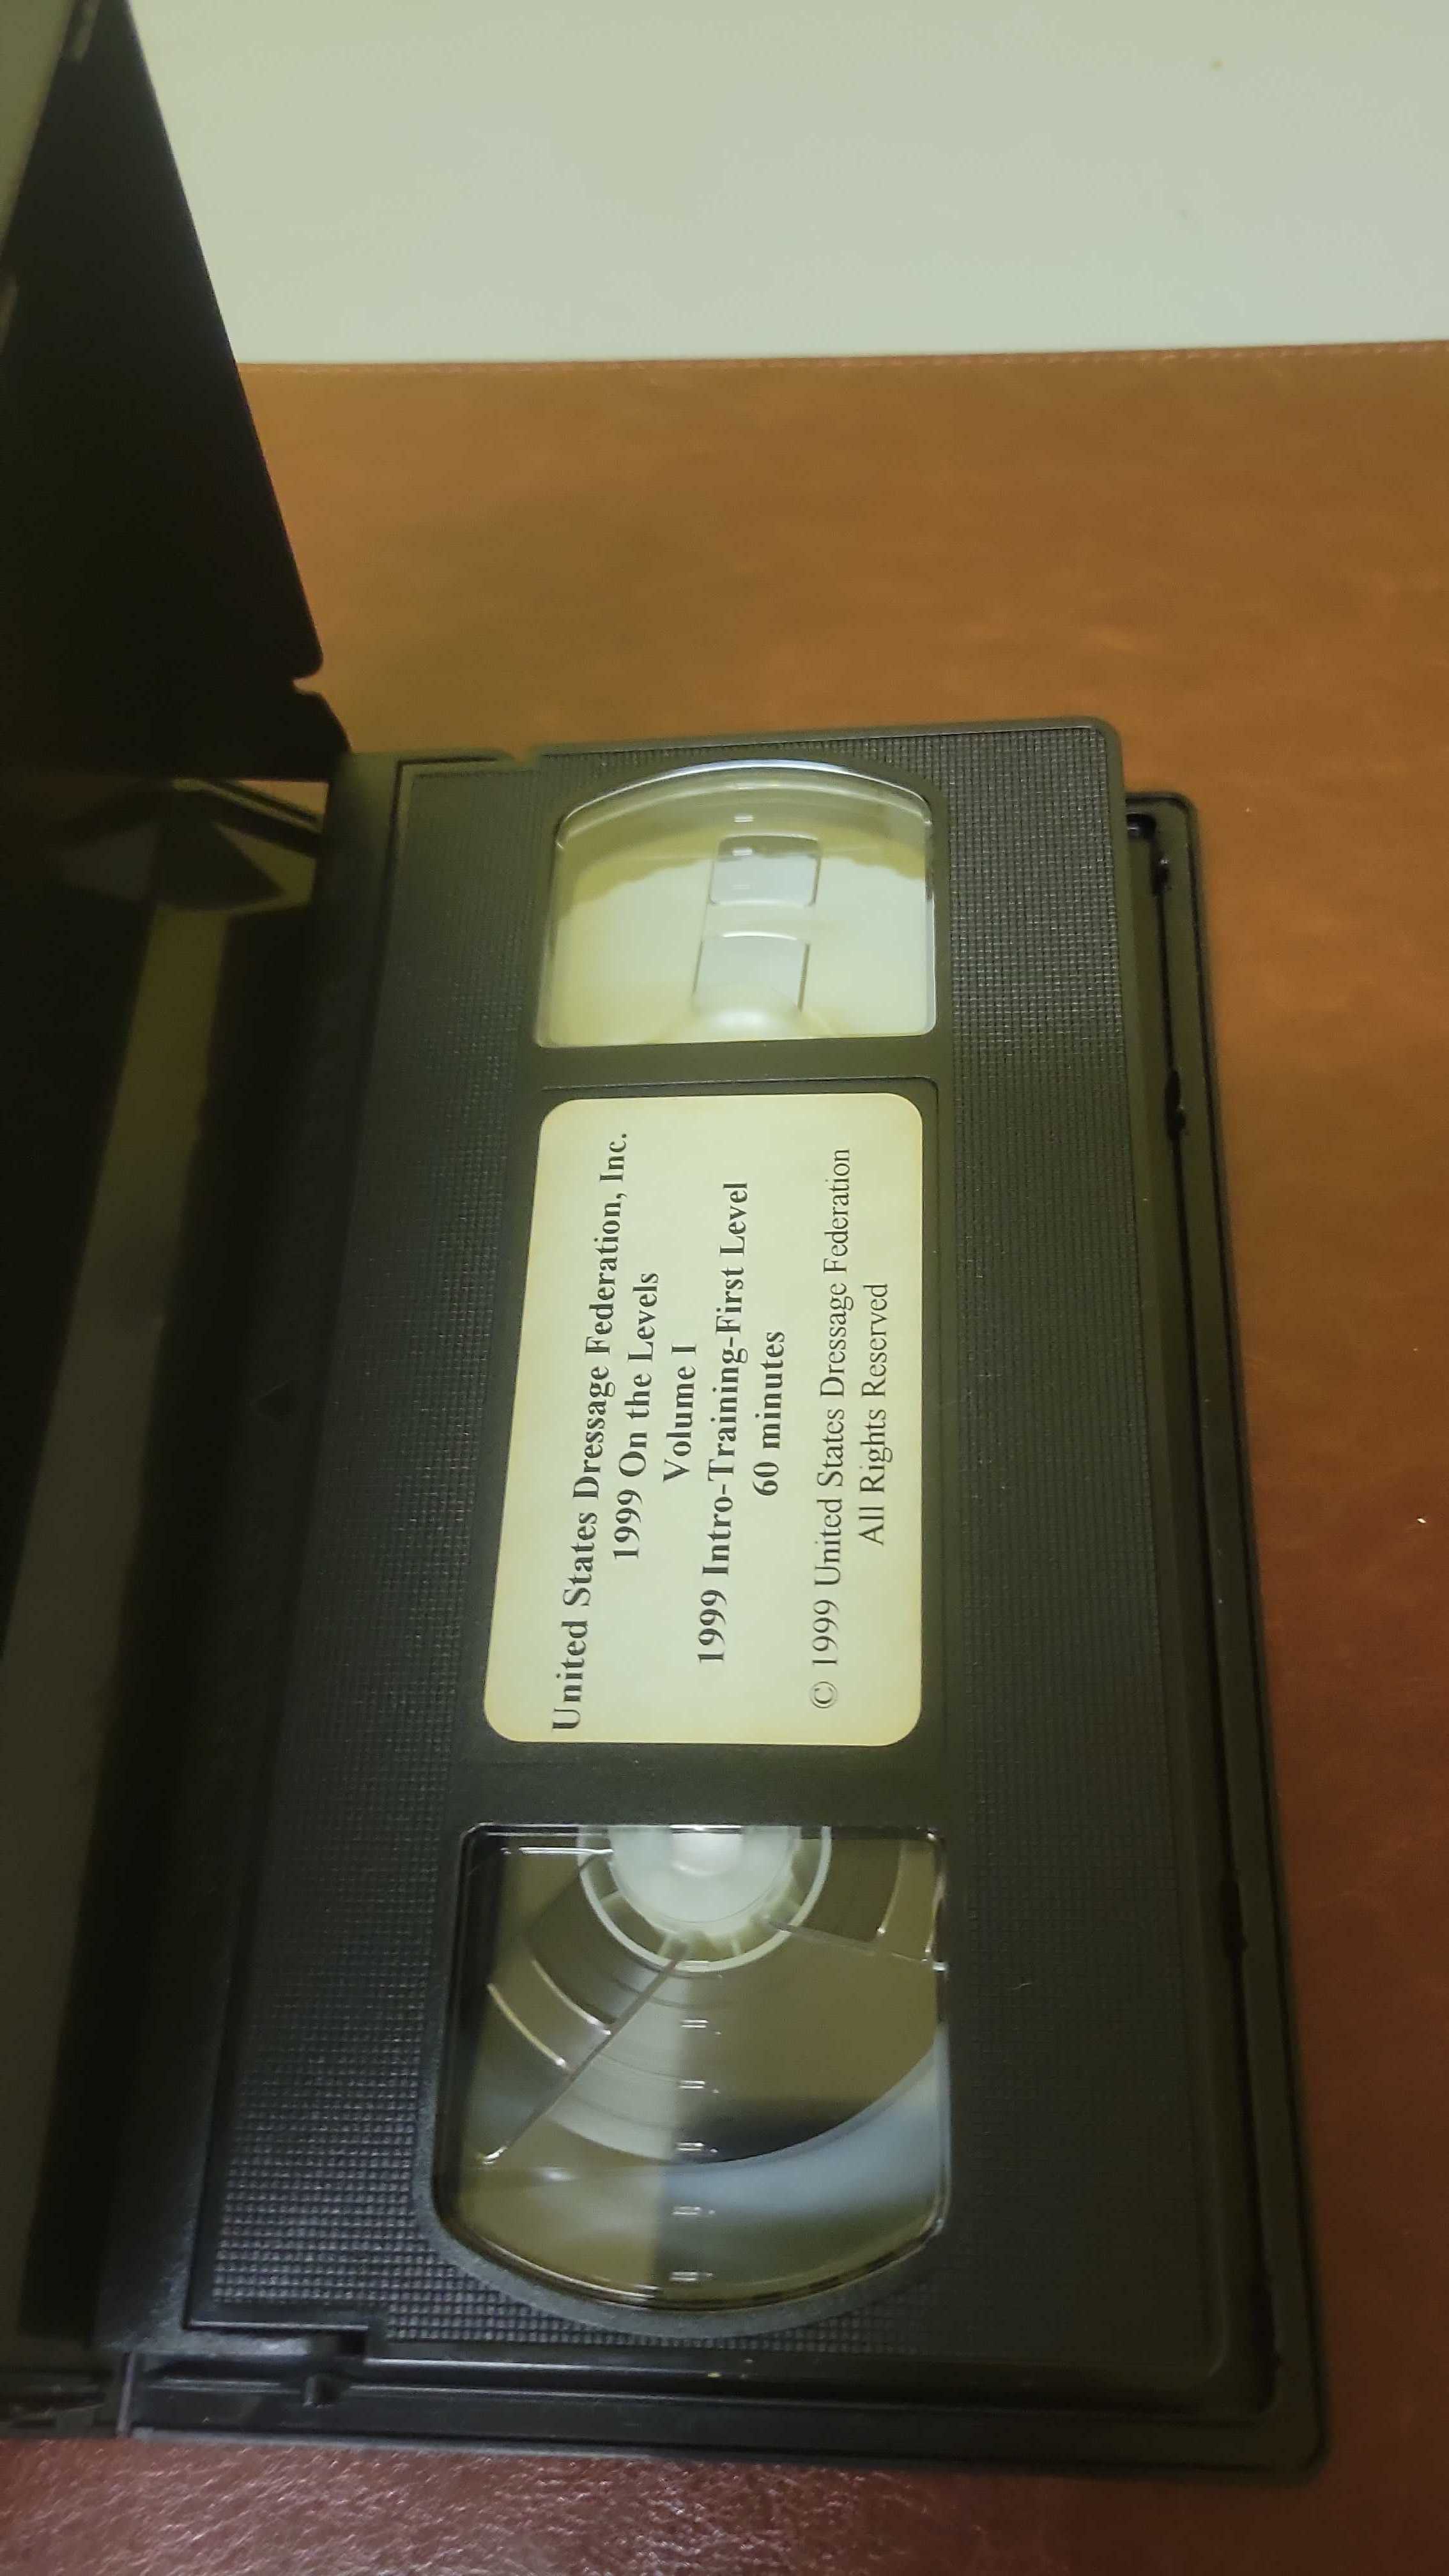 United States Dressage Federation, Inc.
1999 On the Levels
Volume I
1999 Intro-Training-First Level
60 minutes
© 1999 United States Dressage Federation
All Rights Reserved